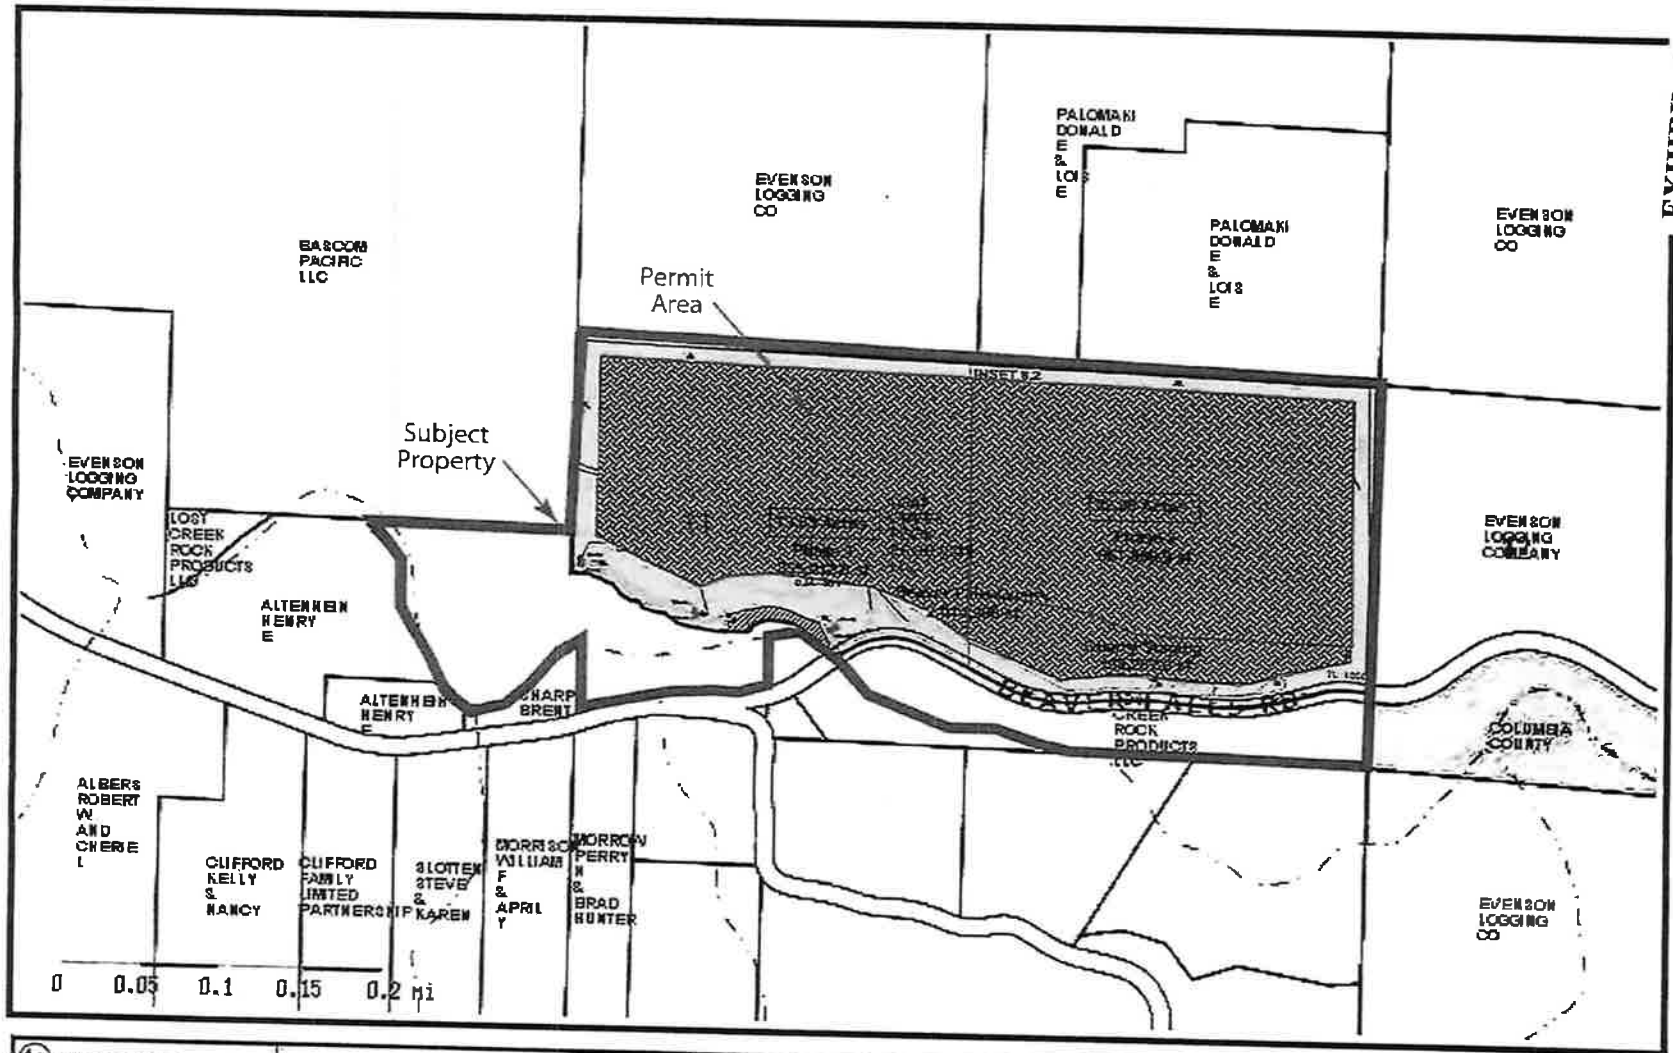 PALOMAKI
DONALD
E
&
LOIS
E
EVENSON
LOGGING
CO
EVENSON
LOGGING
CO
PALOMAKI
DONALD
E
&
LOIS
E
BASCOM
PACIFIC
LLC
Permit
Area
INSET 5.2
Subject
Property
EVENSON
LOGGING
COMPANY
LOST
CREEK
ROCK
PRODUCTS
LLC
EVENSON
LOGGING
COMPANY
ALTENHEIN
HENRY
E
ALTENHEIN
HENRY
E
SHARP
BRENT
BEAVER FALLS RD
CREEK
ROCK
PRODUCTS
LLC
COLUMBIA
COUNTY
ALBERS
ROBERT
W
AND
CHERIE
L
CLIFFORD
KELLY
&
NANCY
CLIFFORD
FAMILY
LIMITED
PARTNERSHIP
SLOTTEN
STEVE
&
KAREN
MORRISON
WILLIAM
F
&
APRIL
Y
MORROW
PERRY
N
&
BRAD
HUNTER
EVENSON
LOGGING
CO
0 0.05 0.1 0.15 0.2 Mi